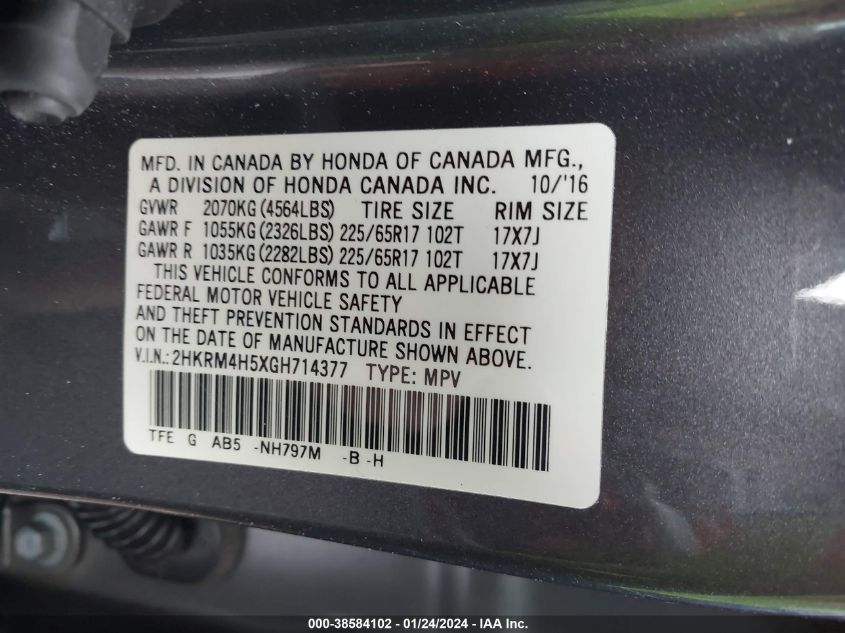 MFD. IN CANADA BY HONDA OF CANADA MFG.,
A DIVISION OF HONDA CANADA INC. 10/'16
GVWR 2070KG (4564LBS) TIRE SIZE RIM SIZE
GAWR F 1055KG (2326LBS) 225/65R17 102T 17X7J
GAWR R 1035KG (2282LBS) 225/65R17 102T 17X7J
THIS VEHICLE CONFORMS TO ALL APPLICABLE
FEDERAL MOTOR VEHICLE SAFETY
AND THEFT PREVENTION STANDARDS IN EFFECT
ON THE DATE OF MANUFACTURE SHOWN ABOVE.
V.I.N.: 2HKRM4H5XGH714377 TYPE: MPV
TFE G AB5 -NH797M -B -H
000-38584102 - 01/24/2024 - IAA Inc.